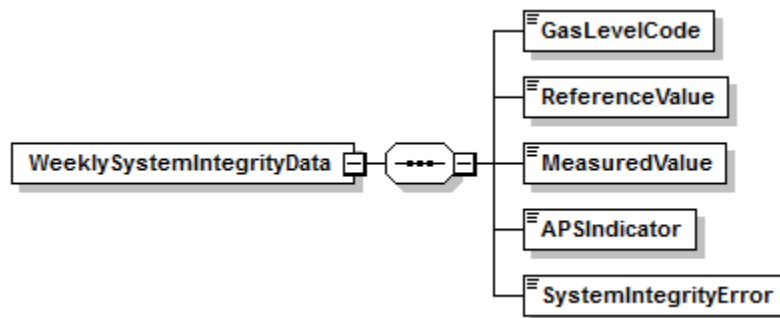 GasLevelCode
ReferenceValue
WeeklySystemIntegrityData
MeasuredValue
APSIndicator
SystemIntegrityError